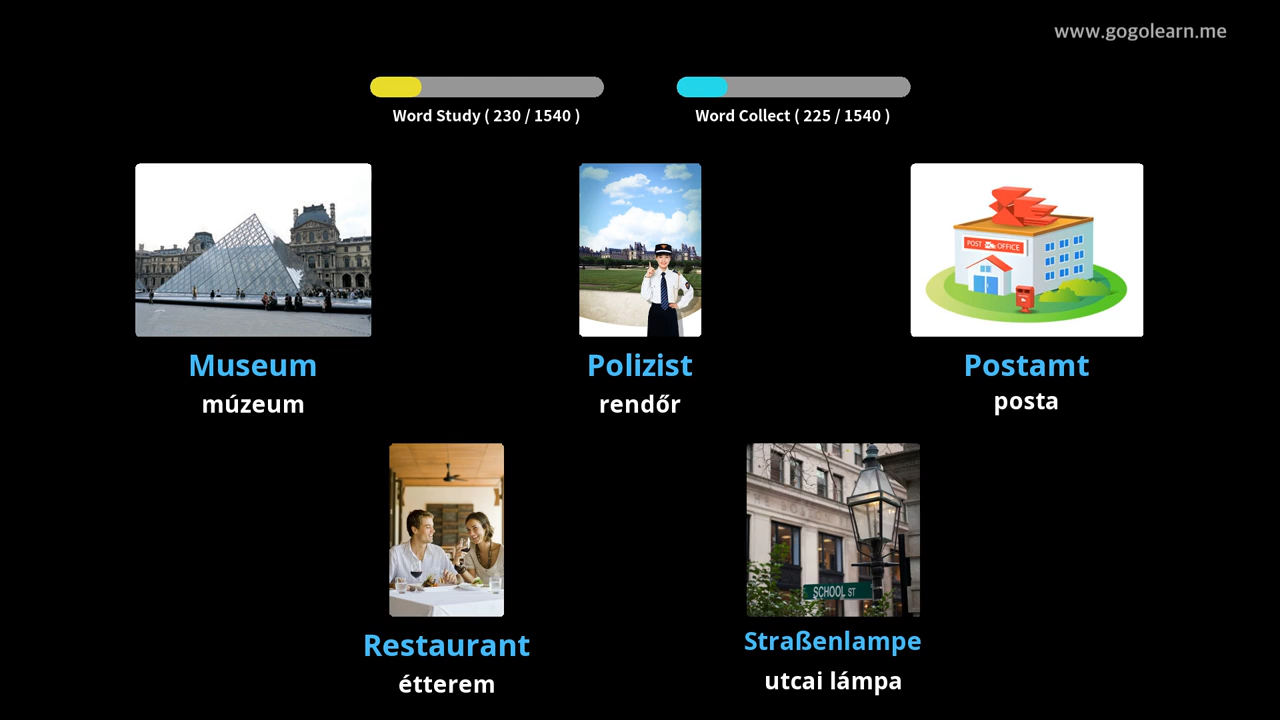 www.gogolearn.me
Word Study ( 230 / 1540 )
Word Collect ( 225 / 1540 )
POST OFFICE
Museum
múzeum
Polizist
rendőr
Postamt
posta
SCHOOL ST
Restaurant
étterem
Straßenlampe
utcai lámpa